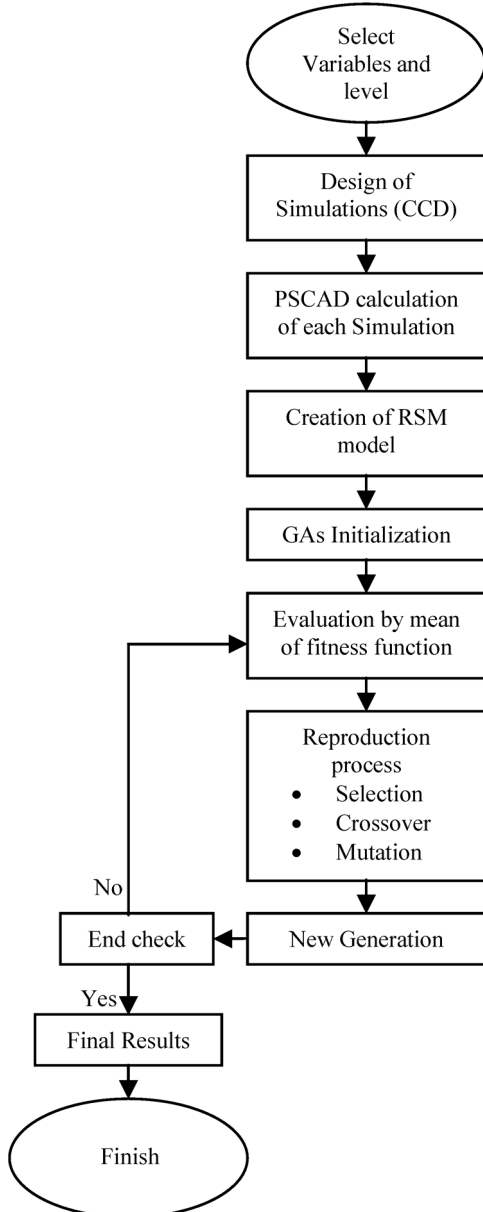 Select
Variables and
level
Design of
Simulations (CCD)
PSCAD calculation
of each Simulation
Creation of RSM
model
GAs Initialization
Evaluation by mean
of fitness function
Reproduction
process
• Selection
• Crossover
• Mutation
New Generation
End check
No
Yes
Final Results
Finish